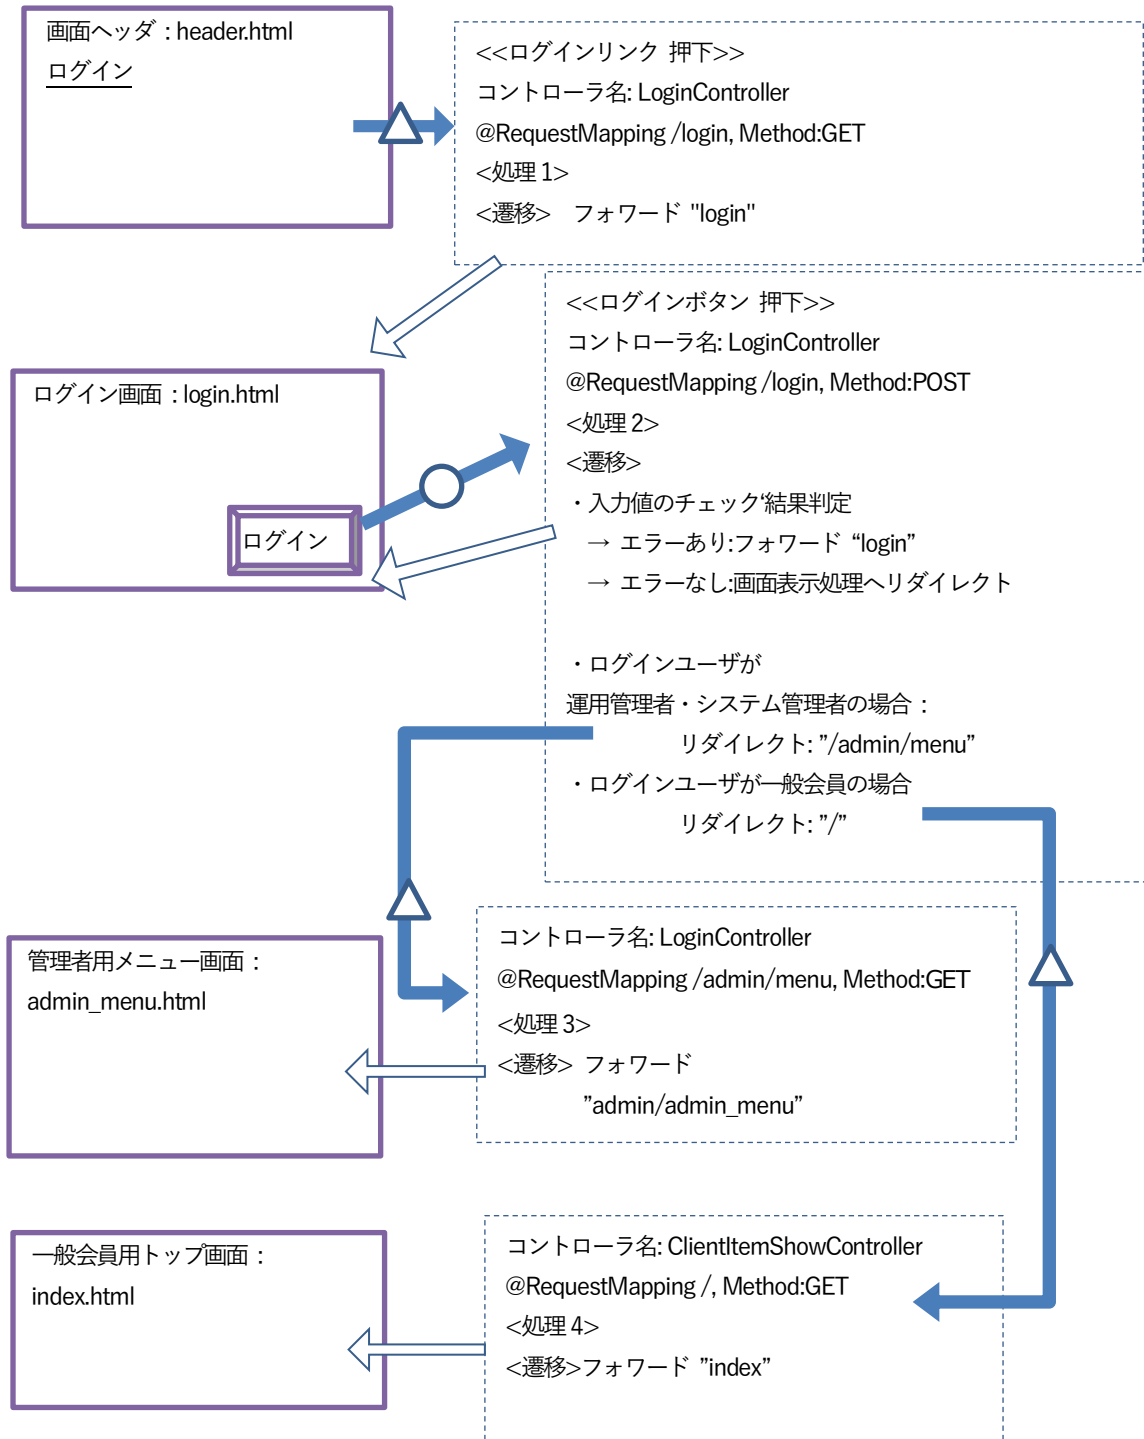 画面ヘッダ：header.html
ログイン
<<ログインリンク 押下>>
コントローラ名: LoginController
@RequestMapping /login, Method:GET
<処理 1>
<遷移>　フォワード "login"
<<ログインボタン 押下>>
コントローラ名: LoginController
@RequestMapping /login, Method:POST
<処理 2>
<遷移>
・入力値のチェック‘結果判定
→ エラーあり:フォワード “login”
→ エラーなし:画面表示処理へリダイレクト
・ログインユーザが
運用管理者・システム管理者の場合：
リダイレクト: ”/admin/menu”
・ログインユーザが一般会員の場合
リダイレクト: ”/”
ログイン画面：login.html
ログイン
管理者用メニュー画面：
admin_menu.html
コントローラ名: LoginController
@RequestMapping /admin/menu, Method:GET
<処理 3>
<遷移> フォワード
”admin/admin_menu”
一般会員用トップ画面：
index.html
コントローラ名: ClientItemShowController
@RequestMapping /, Method:GET
<処理 4>
<遷移>フォワード ”index”